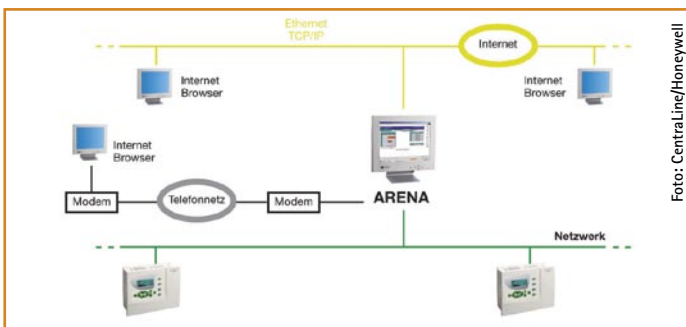 Ethernet
TCP/IP
Internet
Internet
Browser
Internet
Browser
Internet
Browser
Modem
Telefonnetz
Modem
ARENA
Netzwerk
Foto: CentraLine/Honeywell